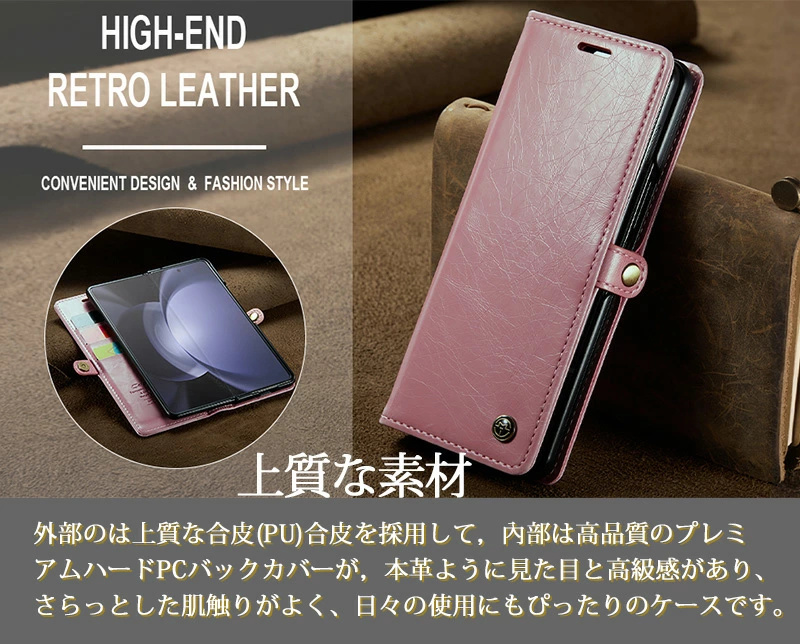 HIGH-END
RETRO LEATHER
CONVENIENT DESIGN & FASHION STYLE
上質な素材
外部のは上質な合皮(PU)合皮を採用して，內部は高品質のプレミ
アムハードPCバックカバーが，本革ように見た目と高級感があり、
さらっとした肌触りがよく、日々の使用にもぴったりのケースです。